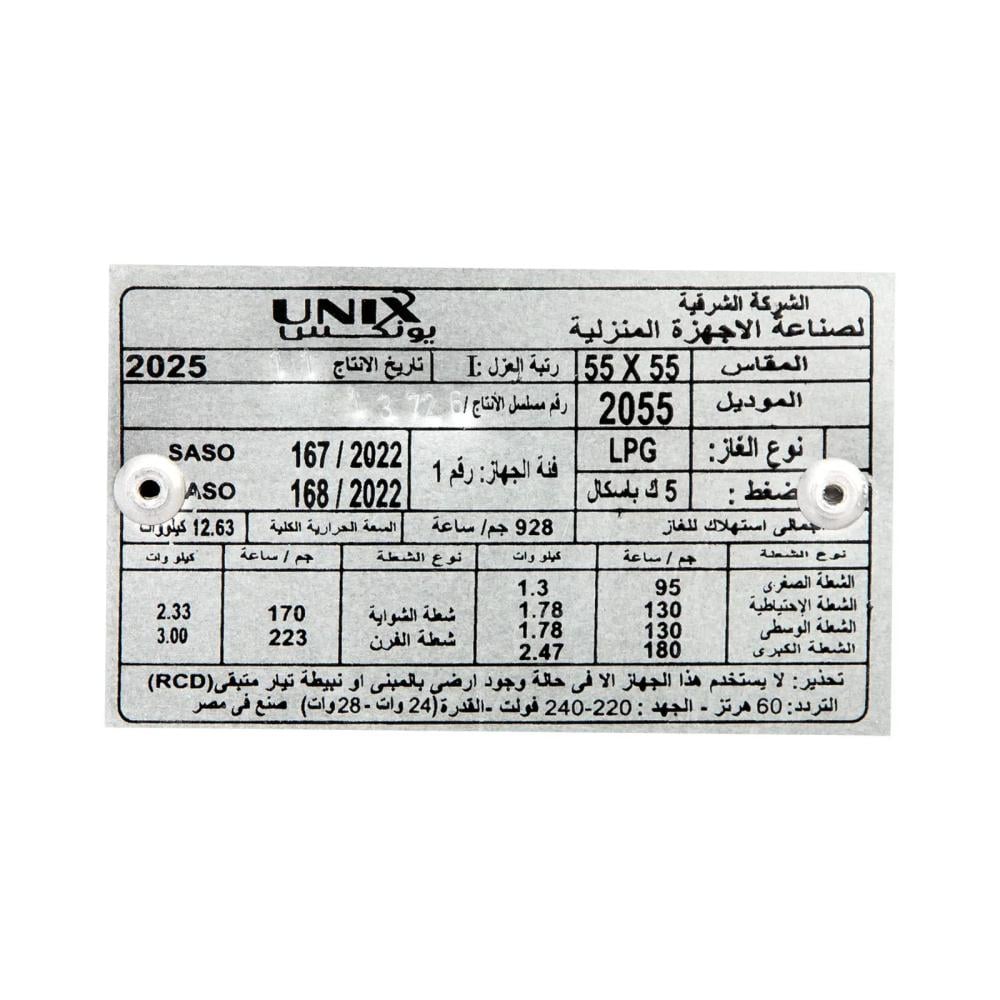 الشركة الشرقية
لصناعة الاجهزة المنزلية
UNIX
يونكس
المقاس 55 X 55 رتبة العزل : I تاريخ الانتاج 11 2025
الموديل 2055 رقم مسلسل الأنتاج /
نوع الغاز: LPG فئة الجهاز: رقم 1 SASO 167 / 2022
ضغط : 5 ك باسكال 168 / 2022
استهلاك للغاز 928 جم/ ساعة السعة الحرارية الكلية 12.63 كيلووات
نوع الشعلة جم / ساعة كيلو وات نوع الشعلة جم / ساعة كيلو وات
الشعلة الصغرى 95 1.3
الشعلة الإحتياطية 130 1.78 شعلة الشواية 170 2.33
الشعلة الوسطى 130 1.78 شعلة الفرن 223 3.00
الشعلة الكبرى 180 2.47
تحذير: لا يستخدم هذا الجهاز الا فى حالة وجود ارضي بالمبنى او نبيطة تيار متبقى(RCD)
التردد: 60 هرتز - الجهد : 220-240 فولت -القدرة (24 وات -28وات) صنع فى مصر